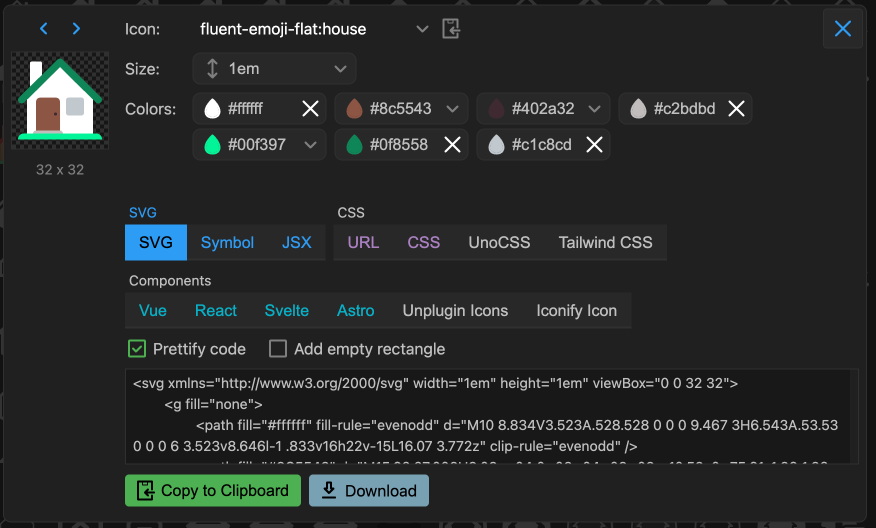 Icon: fluent-emoji-flat:house
Size: 1em
Colors: #ffffff #8c5543 #402a32 #c2bdbd
#00f397 #0f8558 #c1c8cd
32 x 32
SVG CSS
SVG Symbol JSX URL CSS UnoCSS Tailwind CSS
Components
Vue React Svelte Astro Unplugin Icons Iconify Icon
Prettify code Add empty rectangle
<svg xmlns="http://www.w3.org/2000/svg" width="1em" height="1em" viewBox="0 0 32 32">
<g fill="none">
<path fill="#ffffff" fill-rule="evenodd" d="M10 8.834V3.523A.528.528 0 0 0 9.467 3H6.543A.53.53
0 0 0 6 3.523v8.646l-1 .833v16h22v-15L16.07 3.772z" clip-rule="evenodd" />
Copy to Clipboard Download